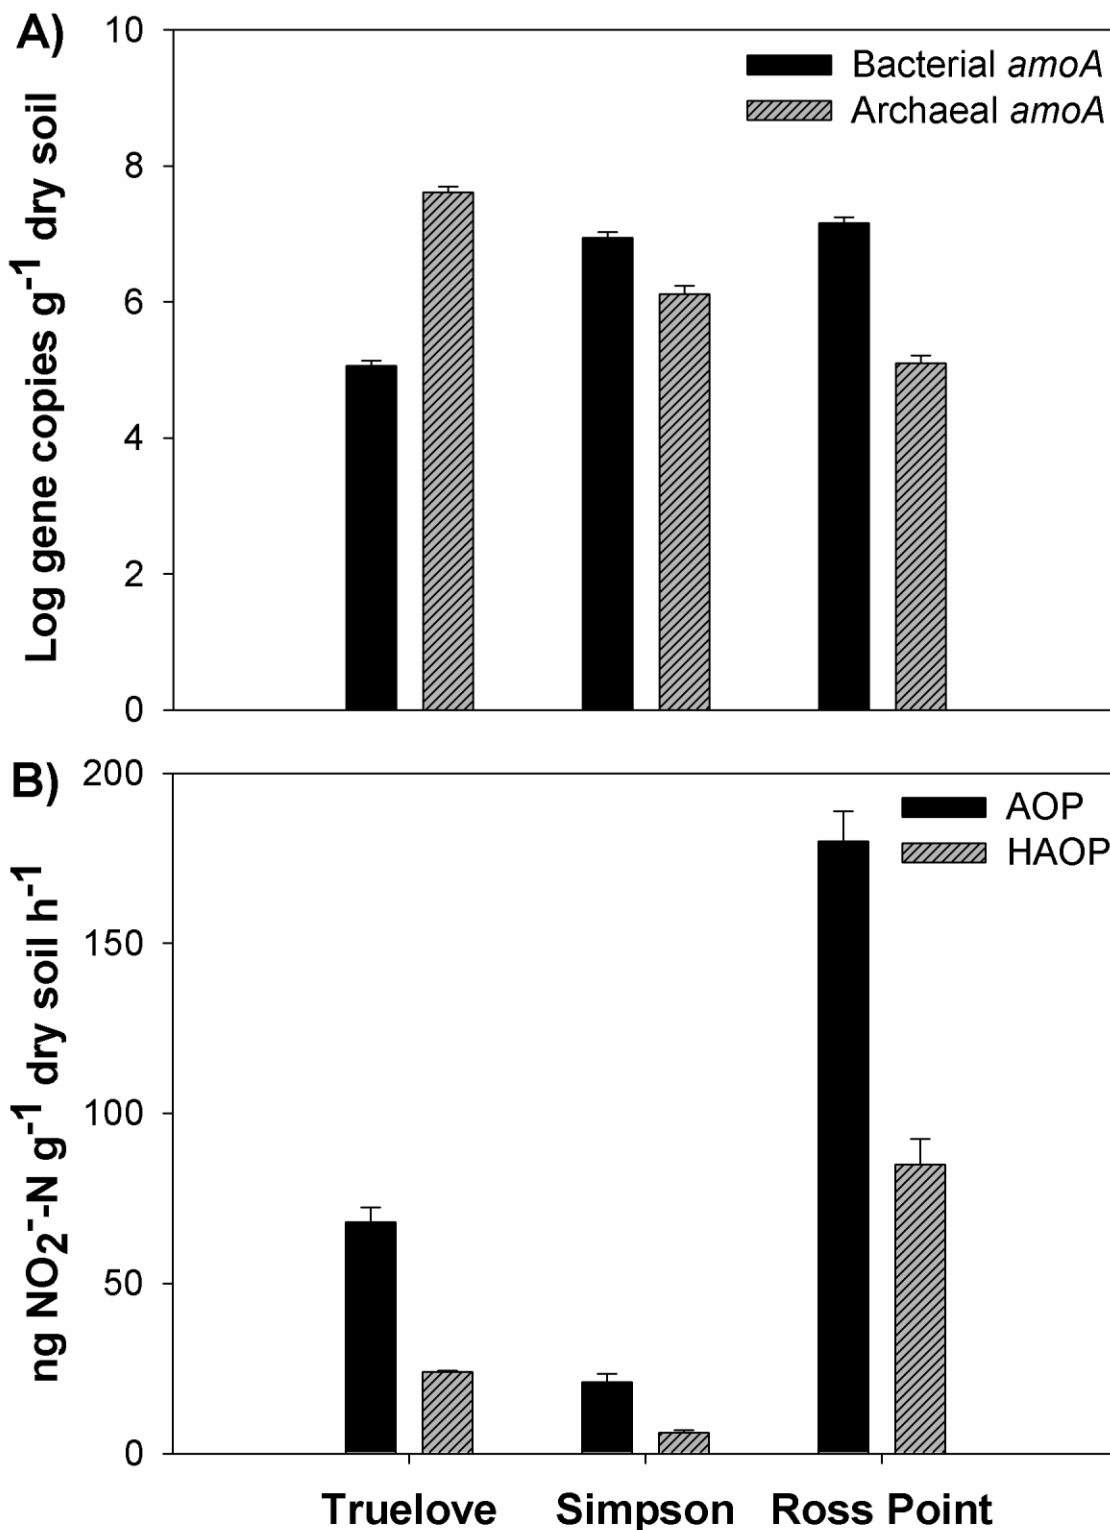 A)
Log gene copies g⁻¹ dry soil
10
8
6
4
2
0
Bacterial amoA
Archaeal amoA
B)
ng NO₂⁻-N g⁻¹ dry soil h⁻¹
200
150
100
50
0
AOP
HAOP
Truelove Simpson Ross Point